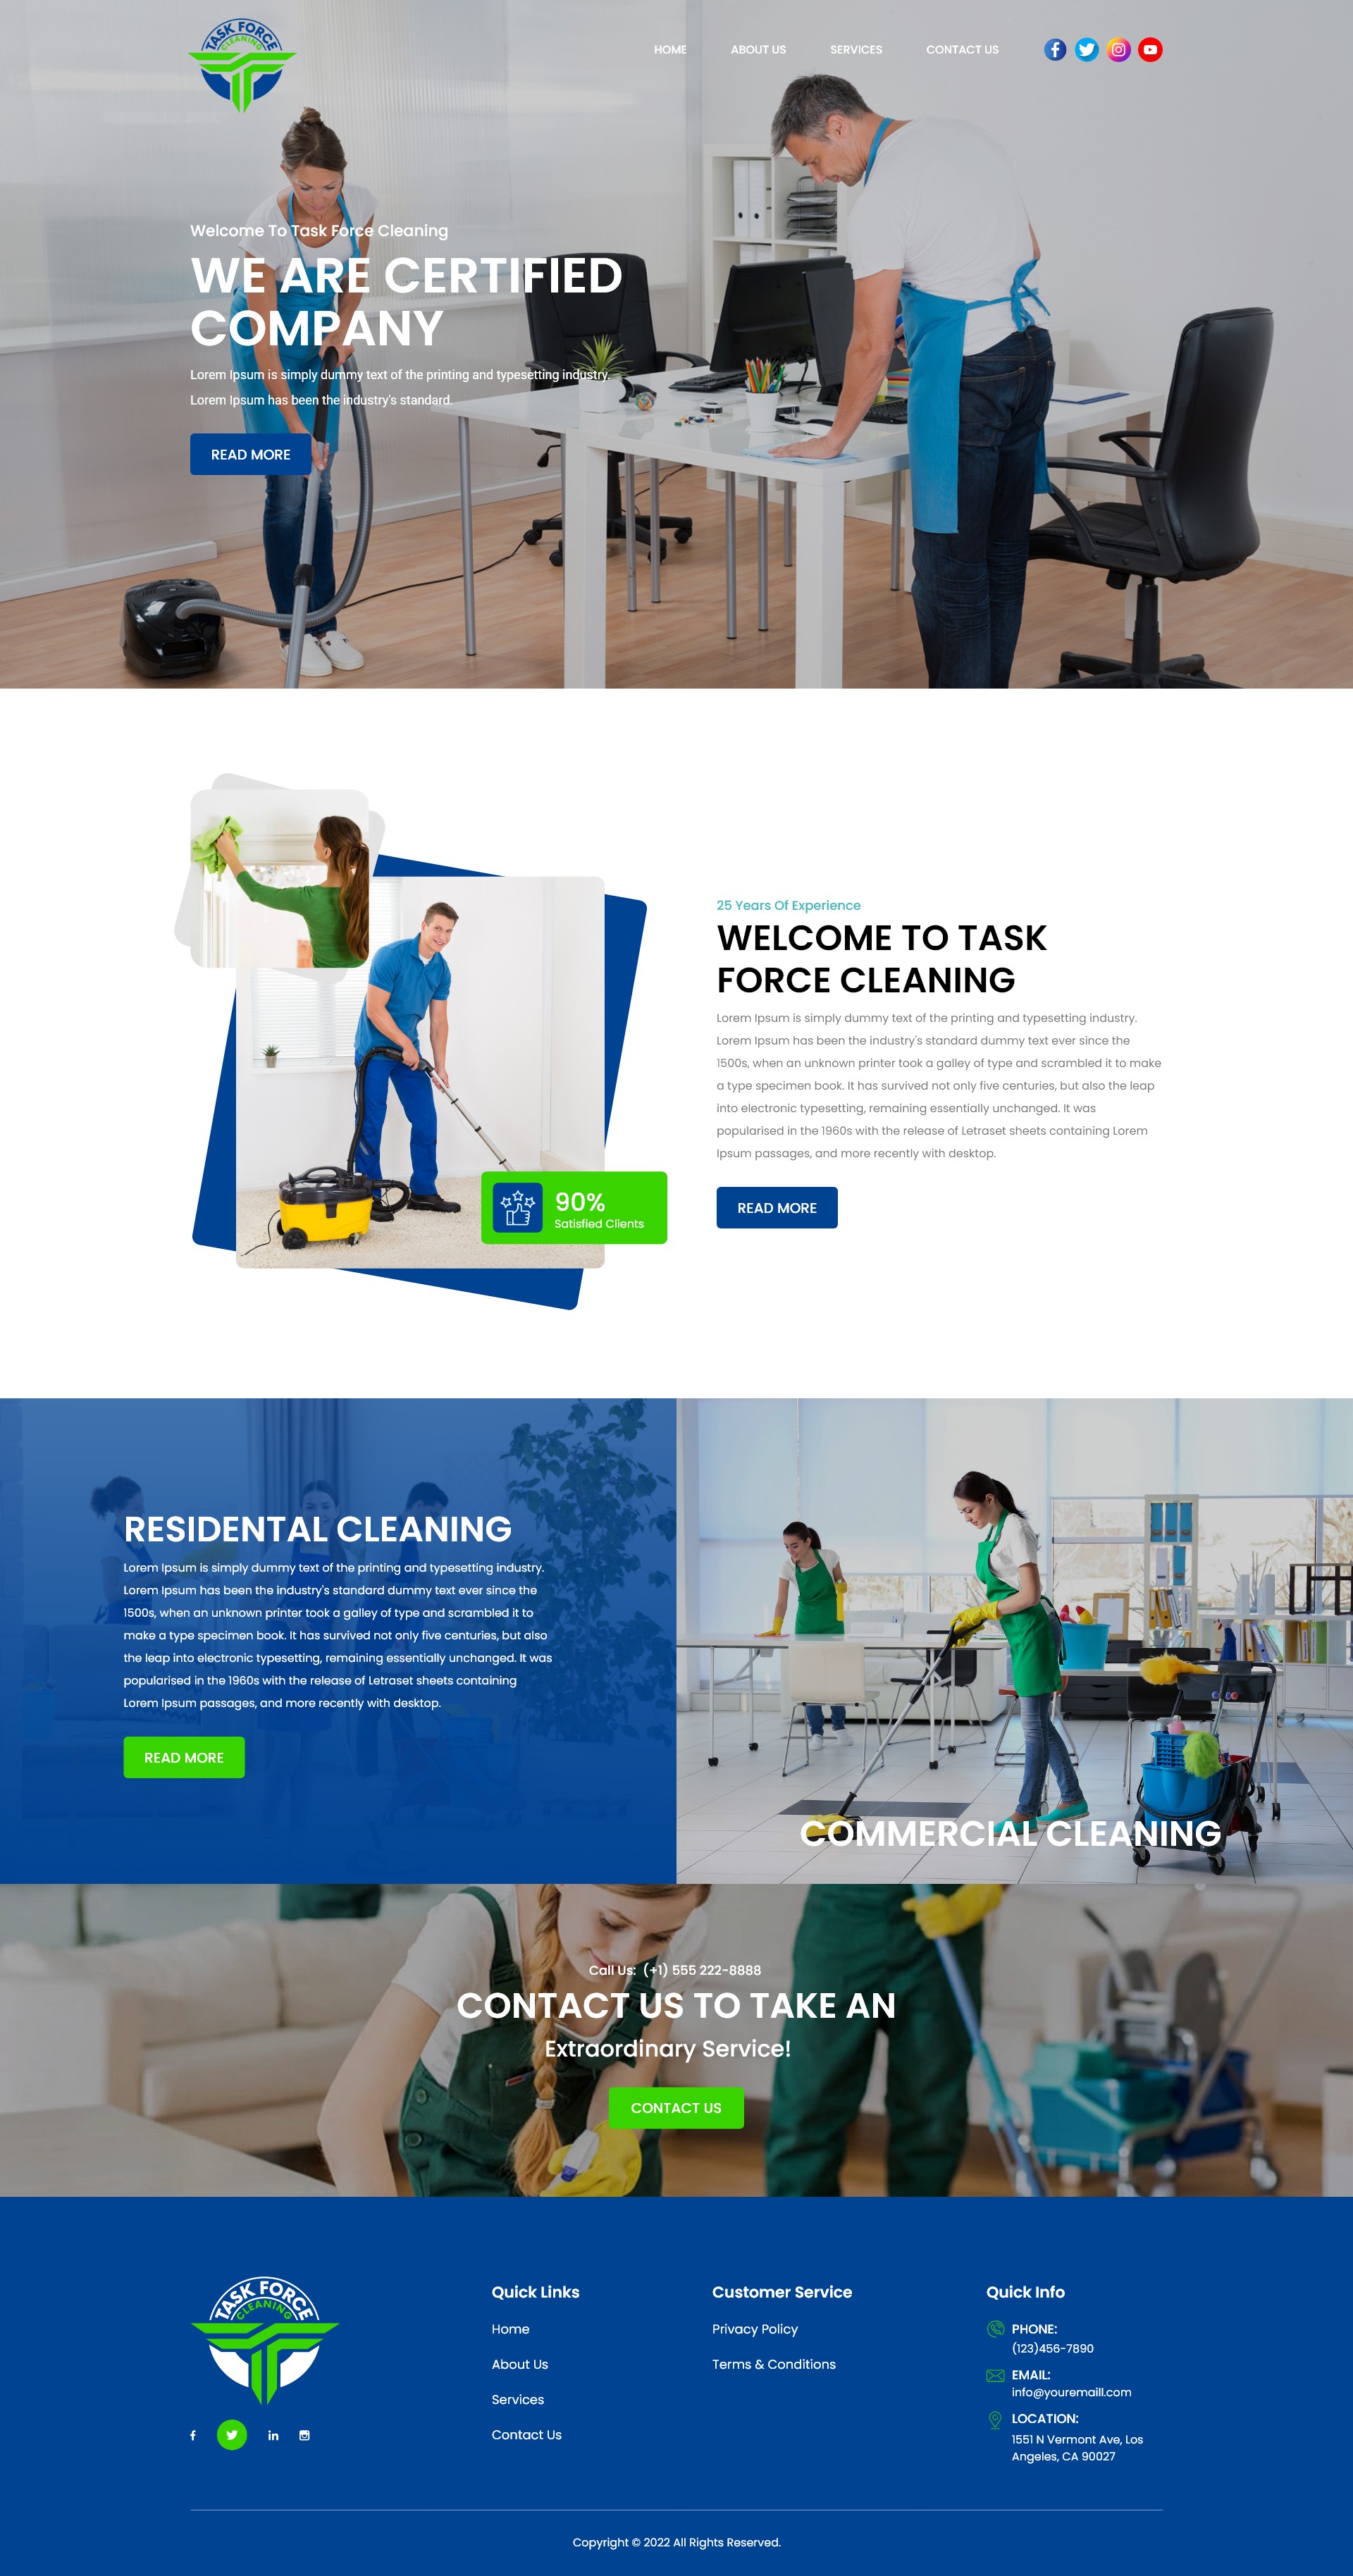 TASK FORCE
CLEANING
HOME ABOUT US SERVICES CONTACT US
Welcome To Task Force Cleaning
WE ARE CERTIFIED
COMPANY
Lorem Ipsum is simply dummy text of the printing and typesetting industry.
Lorem Ipsum has been the industry's standard.
READ MORE
25 Years Of Experience
WELCOME TO TASK
FORCE CLEANING
Lorem Ipsum is simply dummy text of the printing and typesetting industry.
Lorem Ipsum has been the industry's standard dummy text ever since the
1500s, when an unknown printer took a galley of type and scrambled it to make
a type specimen book. It has survived not only five centuries, but also the leap
into electronic typesetting, remaining essentially unchanged. It was
popularised in the 1960s with the release of Letraset sheets containing Lorem
Ipsum passages, and more recently with desktop.
READ MORE
90%
Satisfied Clients
RESIDENTAL CLEANING
Lorem Ipsum is simply dummy text of the printing and typesetting industry.
Lorem Ipsum has been the industry's standard dummy text ever since the
1500s, when an unknown printer took a galley of type and scrambled it to
make a type specimen book. It has survived not only five centuries, but also
the leap into electronic typesetting, remaining essentially unchanged. It was
popularised in the 1960s with the release of Letraset sheets containing
Lorem Ipsum passages, and more recently with desktop.
READ MORE
COMMERCIAL CLEANING
Call Us: (+1) 555 222-8888
CONTACT US TO TAKE AN
Extraordinary Service!
CONTACT US
TASK FORCE
CLEANING
Quick Links
Home
About Us
Services
Contact Us
Customer Service
Privacy Policy
Terms & Conditions
Quick Info
PHONE:
(123)456-7890
EMAIL:
info@youremaill.com
LOCATION:
1551 N Vermont Ave, Los
Angeles, CA 90027
Copyright © 2022 All Rights Reserved.